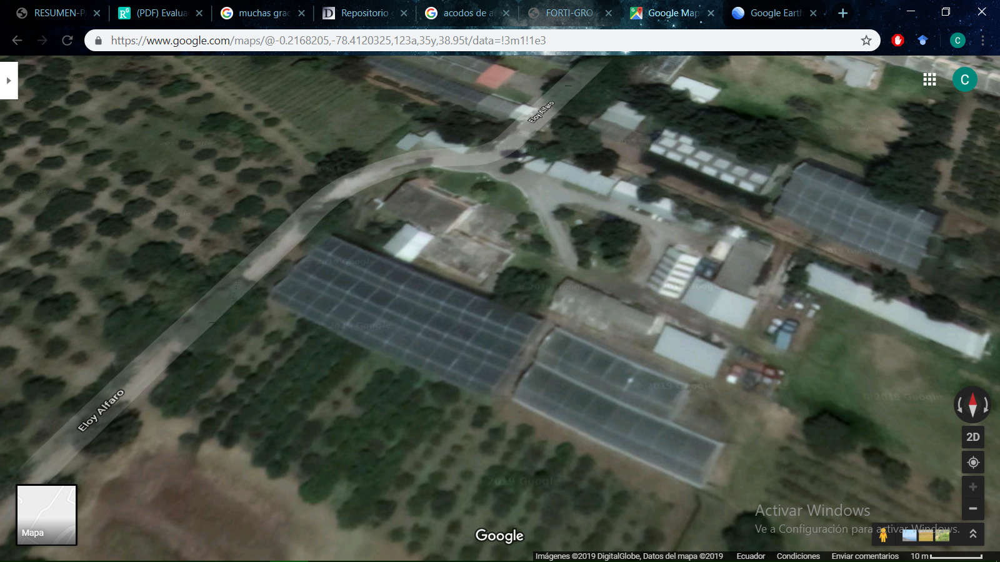 RESUMEN-PA
(PDF) Evalua
muchas grac
Repositorio
acodos de a
FORTI-GRO
Google Map
Google Earth
https://www.google.com/maps/@-0.2168205,-78.4120325,123a,35y,38.95t/data=!3m1!1e3
C
C
Eloy Alfaro
Eloy Alfaro
2D
Activar Windows
Ve a Configuración para activar Windows.
Mapa
Google
Imágenes ©2019 DigitalGlobe, Datos del mapa ©2019 Ecuador Condiciones Enviar comentarios 10 m